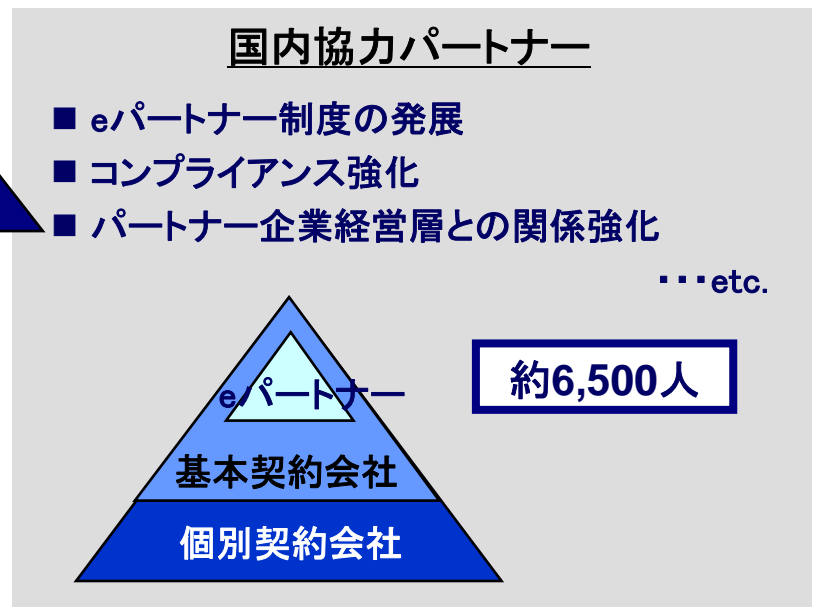 国内協力パートナー
■ eパートナー制度の発展
■ コンプライアンス強化
■ パートナー企業経営層との関係強化
・・・etc.
eパートナー
約6,500人
基本契約会社
個別契約会社